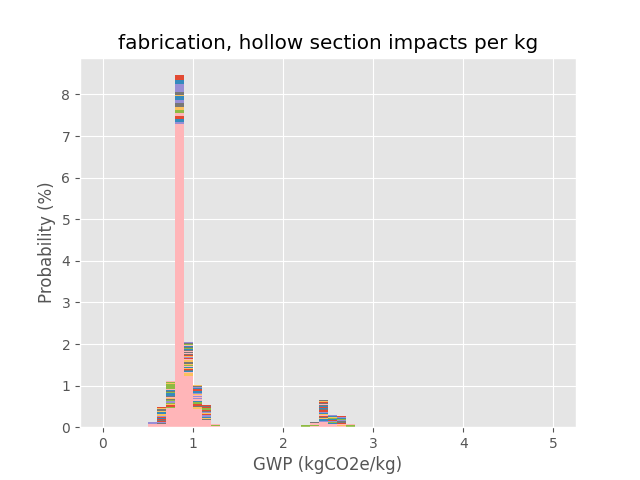 fabrication, hollow section impacts per kg
Probability (%)
8
7
6
5
4
3
2
1
0
0 1 2 3 4 5
GWP (kgCO2e/kg)